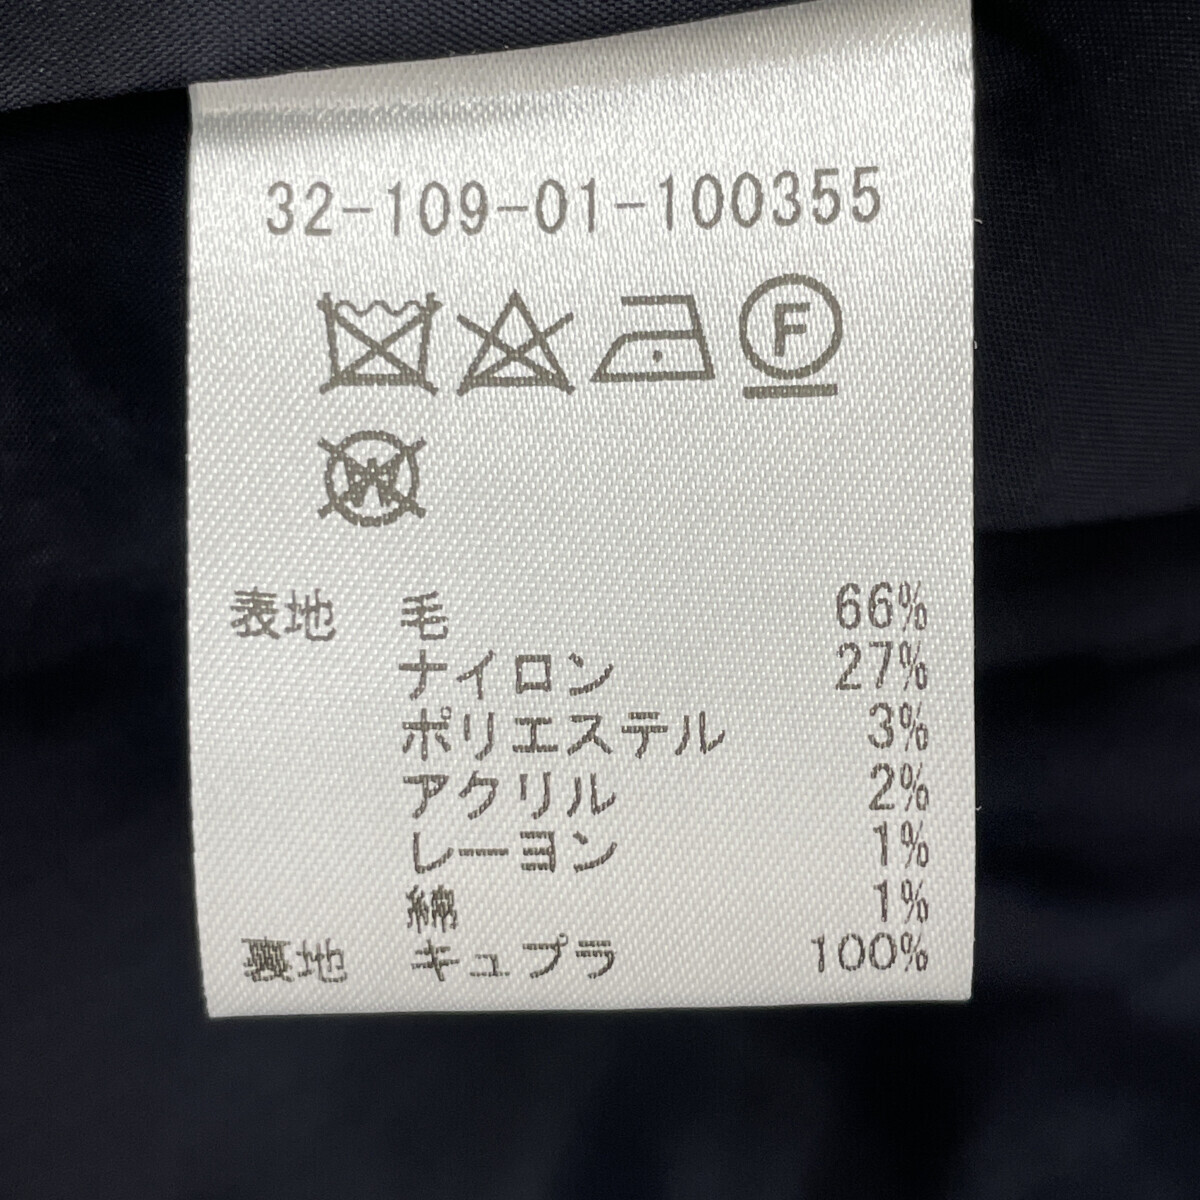 32-109-01-100355
F
W
表地 毛 66%
ナイロン 27%
ポリエステル 3%
アクリル 2%
レーヨン 1%
綿 1%
裏地 キュプラ 100%